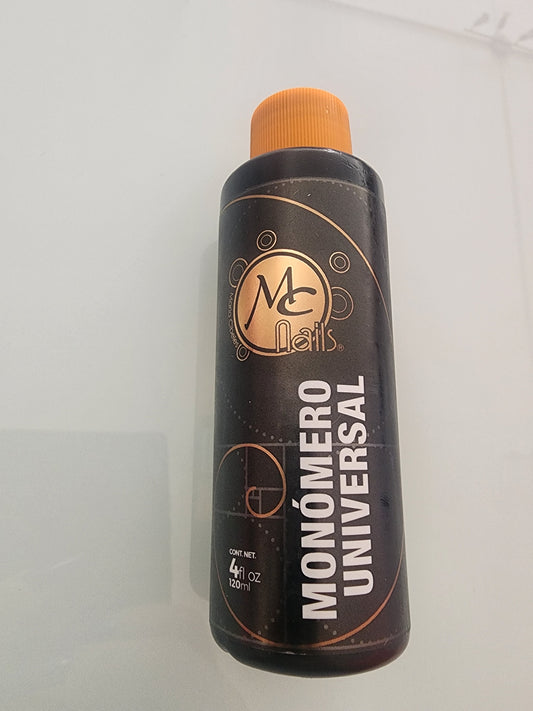 MC
nails®
MONÓMERO
UNIVERSAL
CONT. NET.
4fl oz
120ml